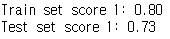 Train set score 1: 0.80
Test set score 1: 0.73